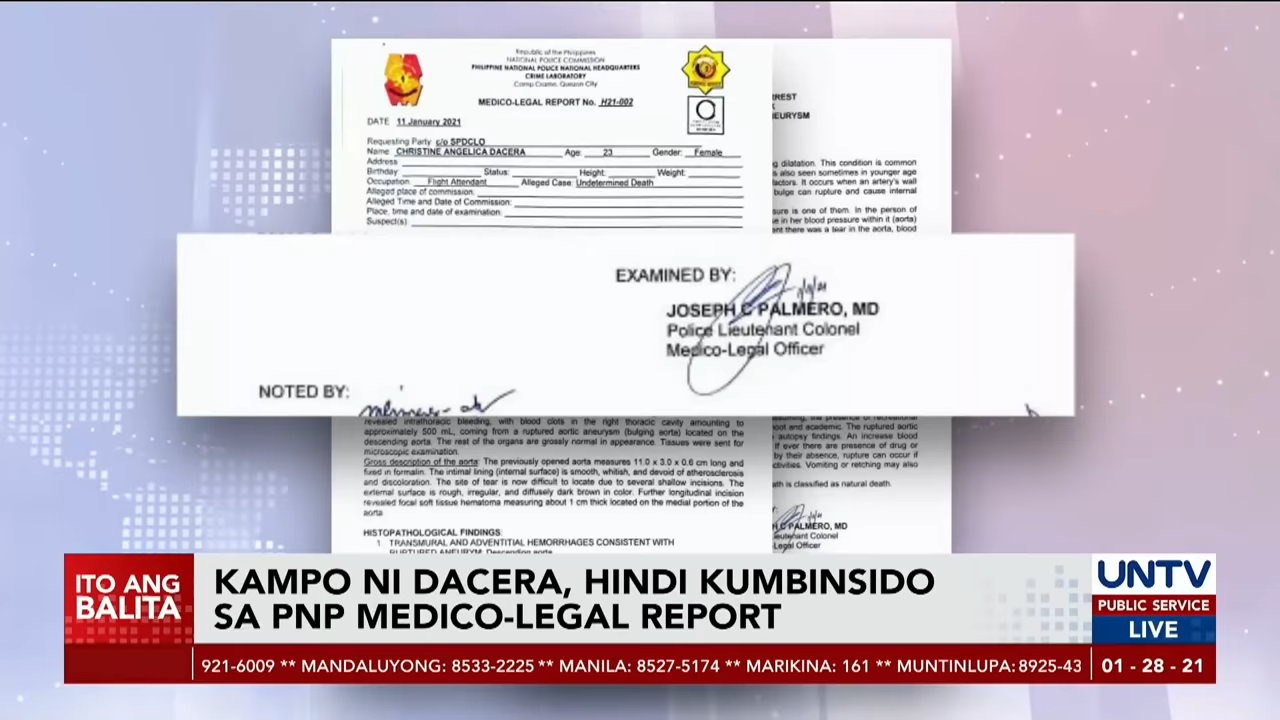 Republic of the Philippines
NATIONAL POLICE COMMISSION
PHILIPPINE NATIONAL POLICE NATIONAL HEADQUARTERS
CRIME LABORATORY
Camp Crame, Quezon City
MEDICO-LEGAL REPORT No. H21-002
DATE 11 January 2021
Requesting Party c/o SPDCLO
Name CHRISTINE ANGELICA DACERA Age: 23 Gender: Female
Address
Birthday Status: Height: Weight:
Occupation Flight Attendant Alleged Case: Undetermined Death
Alleged place of commission:
Alleged Time and Date of Commission:
Place, time and date of examination:
Suspect(s):
RREST
EURYSM
g dilatation. This condition is common
also seen sometimes in younger age
factors. It occurs when an artery's wall
bulge can rupture and cause internal
ure is one of them. In the person of
e in her blood pressure within it (aorta)
ent there was a tear in the aorta, blood
EXAMINED BY:
JOSEPH C PALMERO, MD
Police Lieutenant Colonel
Medico-Legal Officer
NOTED BY:
revealed intrathoracic bleeding, with blood clots in the right thoracic cavity amounting to
approximately 500 mL, coming from a ruptured aortic aneurysm (bulging aorta) located on the
descending aorta. The rest of the organs are grossly normal in appearance. Tissues were sent for
microscopic examination.
Gross description of the aorta: The previously opened aorta measures 11.0 x 3.0 x 0.6 cm long and
fixed in formalin. The intimal lining (internal surface) is smooth, whitish, and devoid of atherosclerosis
and discoloration. The site of tear is now difficult to locate due to several shallow incisions. The
external surface is rough, irregular, and diffusely dark brown in color. Further longitudinal incision
revealed focal soft tissue hematoma measuring about 1 cm thick located on the medial portion of the
aorta
HISTOPATHOLOGICAL FINDINGS:
1 TRANSMURAL AND ADVENTITIAL HEMORRHAGES CONSISTENT WITH
RUPTURED ANEURYM, Descending aorta
the presence of recreational
oot and academic. The ruptured aortic
autopsy findings. An increase blood
If ever there are presence of drug or
by their absence, rupture can occur if
ctivities. Vomiting or retching may also
ath is classified as natural death.
C PALMERO, MD
Lieutenant Colonel
Legal Officer
ITO ANG
BALITA
KAMPO NI DACERA, HINDI KUMBINSIDO
SA PNP MEDICO-LEGAL REPORT
UNTV
PUBLIC SERVICE
LIVE
921-6009 ** MANDALUYONG: 8533-2225 ** MANILA: 8527-5174 ** MARIKINA: 161 ** MUNTINLUPA: 8925-43
01 - 28 - 21